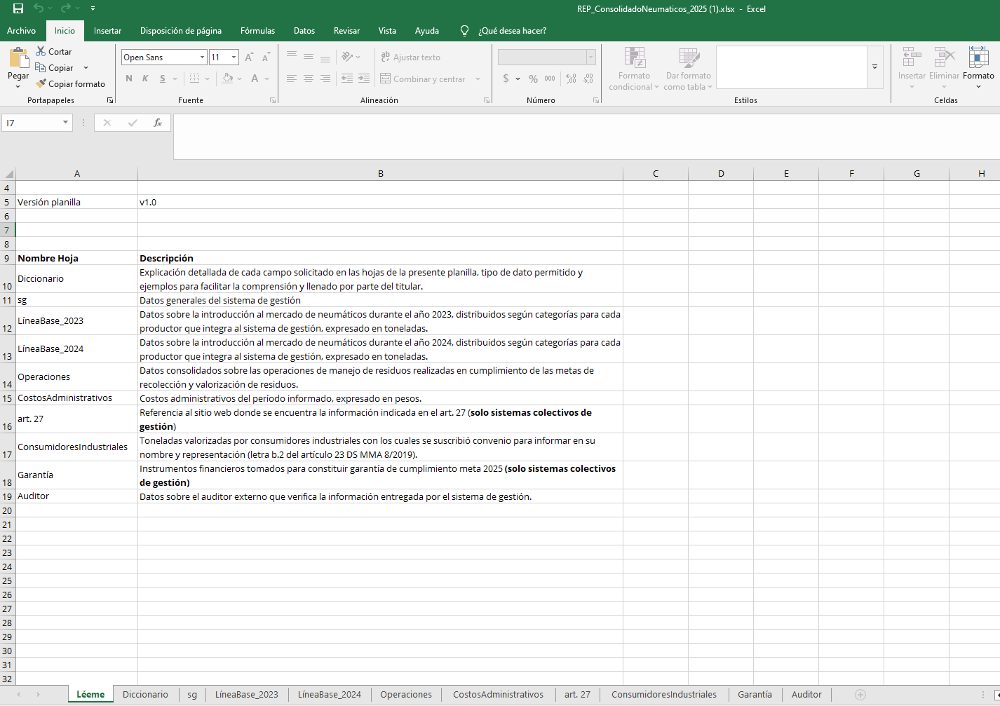 REP_ConsolidadoNeumaticos_2025 (1).xlsx - Excel
Archivo Inicio Insertar Disposición de página Fórmulas Datos Revisar Vista Ayuda ¿Qué desea hacer?
Pegar
Cortar
Copiar
Copiar formato
Portapapeles
Open Sans 11
N K S
A
Fuente
Ajustar texto
Combinar y centrar
Alineación
$ % 000
Número
Formato condicional
Dar formato como tabla
Estilos
Insertar Eliminar Formato
Celdas
I7
fx
A B C D E F G H
4
5 Versión planilla v1.0
6
7
8
9 Nombre Hoja Descripción
10 Diccionario Explicación detallada de cada campo solicitado en las hojas de la presente planilla, tipo de dato permitido y
ejemplos para facilitar la comprensión y llenado por parte del titular.
11 sg Datos generales del sistema de gestión
12 LíneaBase_2023 Datos sobre la introducción al mercado de neumáticos durante el año 2023, distribuidos según categorías para cada
productor que integra al sistema de gestión, expresado en toneladas.
13 LíneaBase_2024 Datos sobre la introducción al mercado de neumáticos durante el año 2024, distribuidos según categorías para cada
productor que integra al sistema de gestión, expresado en toneladas.
14 Operaciones Datos consolidados sobre las operaciones de manejo de residuos realizadas en cumplimiento de las metas de
recolección y valorización de residuos.
15 CostosAdministrativos Costos administrativos del período informado, expresado en pesos.
16 art. 27 Referencia al sitio web donde se encuentra la información indicada en el art. 27 (solo sistemas colectivos de
gestión)
17 ConsumidoresIndustriales Toneladas valorizadas por consumidores industriales con los cuales se suscribió convenio para informar en su
nombre y representación (letra b.2 del artículo 23 DS MMA 8/2019).
18 Garantía Instrumentos financieros tomados para constituir garantía de cumplimiento meta 2025 (solo sistemas colectivos
de gestión)
19 Auditor Datos sobre el auditor externo que verifica la información entregada por el sistema de gestión.
20
21
22
23
24
25
26
27
28
29
30
31
32
Léeme Diccionario sg LíneaBase_2023 LíneaBase_2024 Operaciones CostosAdministrativos art. 27 ConsumidoresIndustriales Garantía Auditor